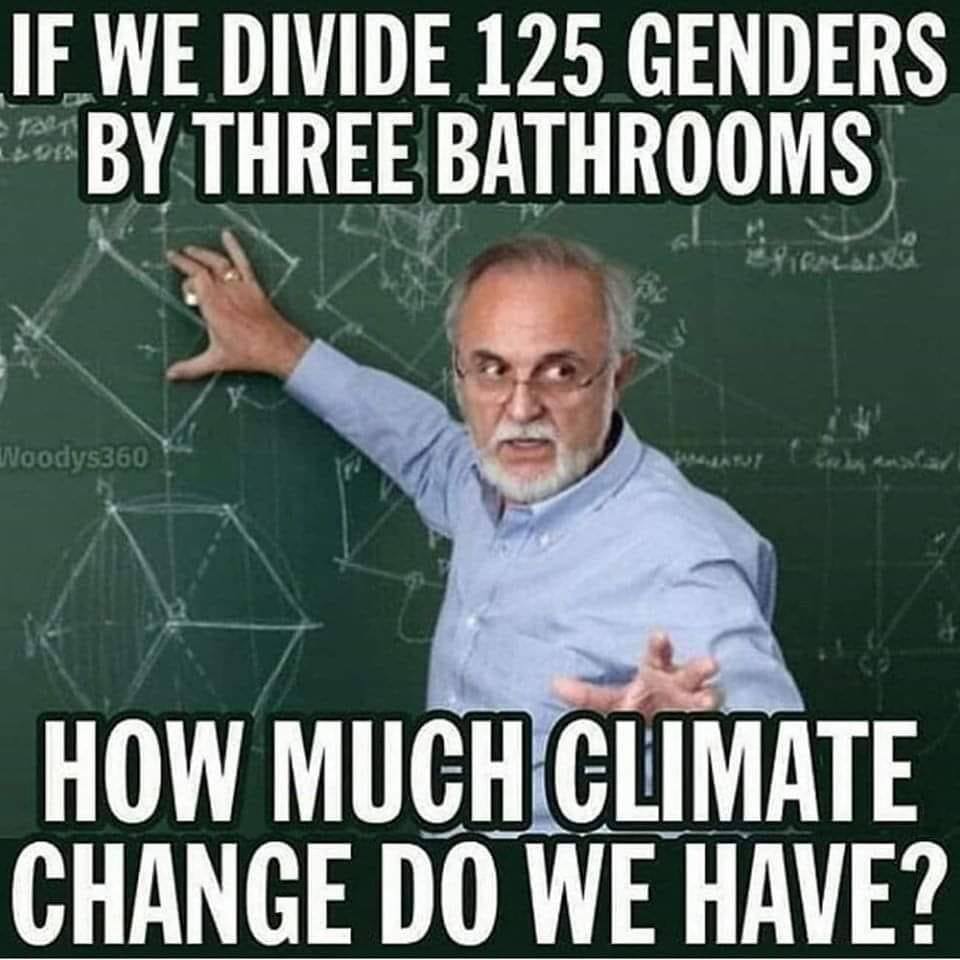 IF WE DIVIDE 125 GENDERS
BY THREE BATHROOMS
Woodys360
HOW MUCH CLIMATE
CHANGE DO WE HAVE?